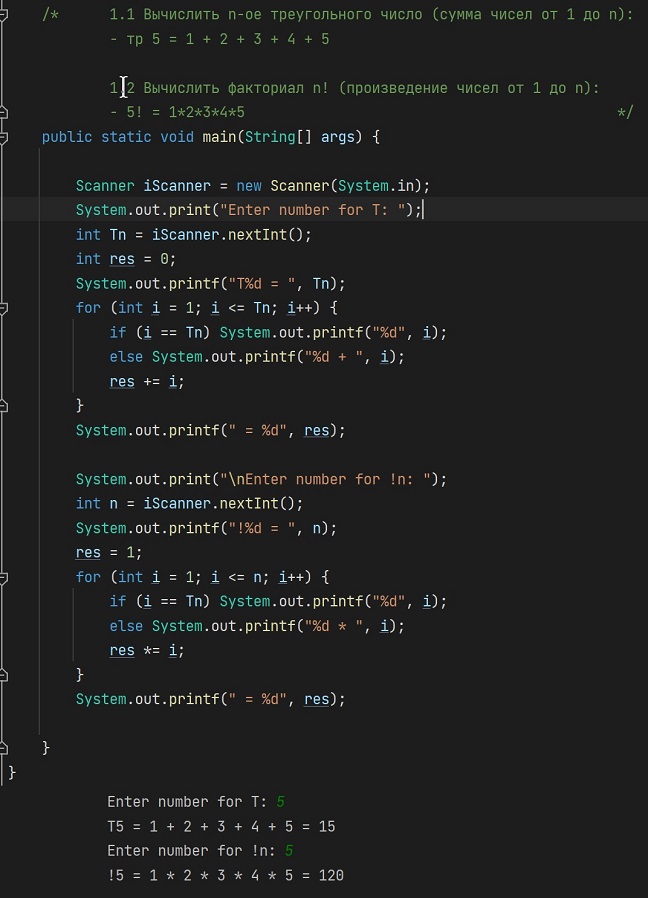 /*      1.1 Вычислить n-ое треугольного число (сумма чисел от 1 до n):
        - тр 5 = 1 + 2 + 3 + 4 + 5
        1.2 Вычислить факториал n! (произведение чисел от 1 до n):
        - 5! = 1*2*3*4*5                                            */
    public static void main(String[] args) {
        Scanner iScanner = new Scanner(System.in);
        System.out.print("Enter number for T: ");
        int Tn = iScanner.nextInt();
        int res = 0;
        System.out.printf("T%d = ", Tn);
        for (int i = 1; i <= Tn; i++) {
            if (i == Tn) System.out.printf("%d", i);
            else System.out.printf("%d + ", i);
            res += i;
        }
        System.out.printf(" = %d", res);
        System.out.print("\nEnter number for !n: ");
        int n = iScanner.nextInt();
        System.out.printf("!%d = ", n);
        res = 1;
        for (int i = 1; i <= n; i++) {
            if (i == Tn) System.out.printf("%d", i);
            else System.out.printf("%d * ", i);
            res *= i;
        }
        System.out.printf(" = %d", res);
    }
}
Enter number for T: 5
T5 = 1 + 2 + 3 + 4 + 5 = 15
Enter number for !n: 5
!5 = 1 * 2 * 3 * 4 * 5 = 120